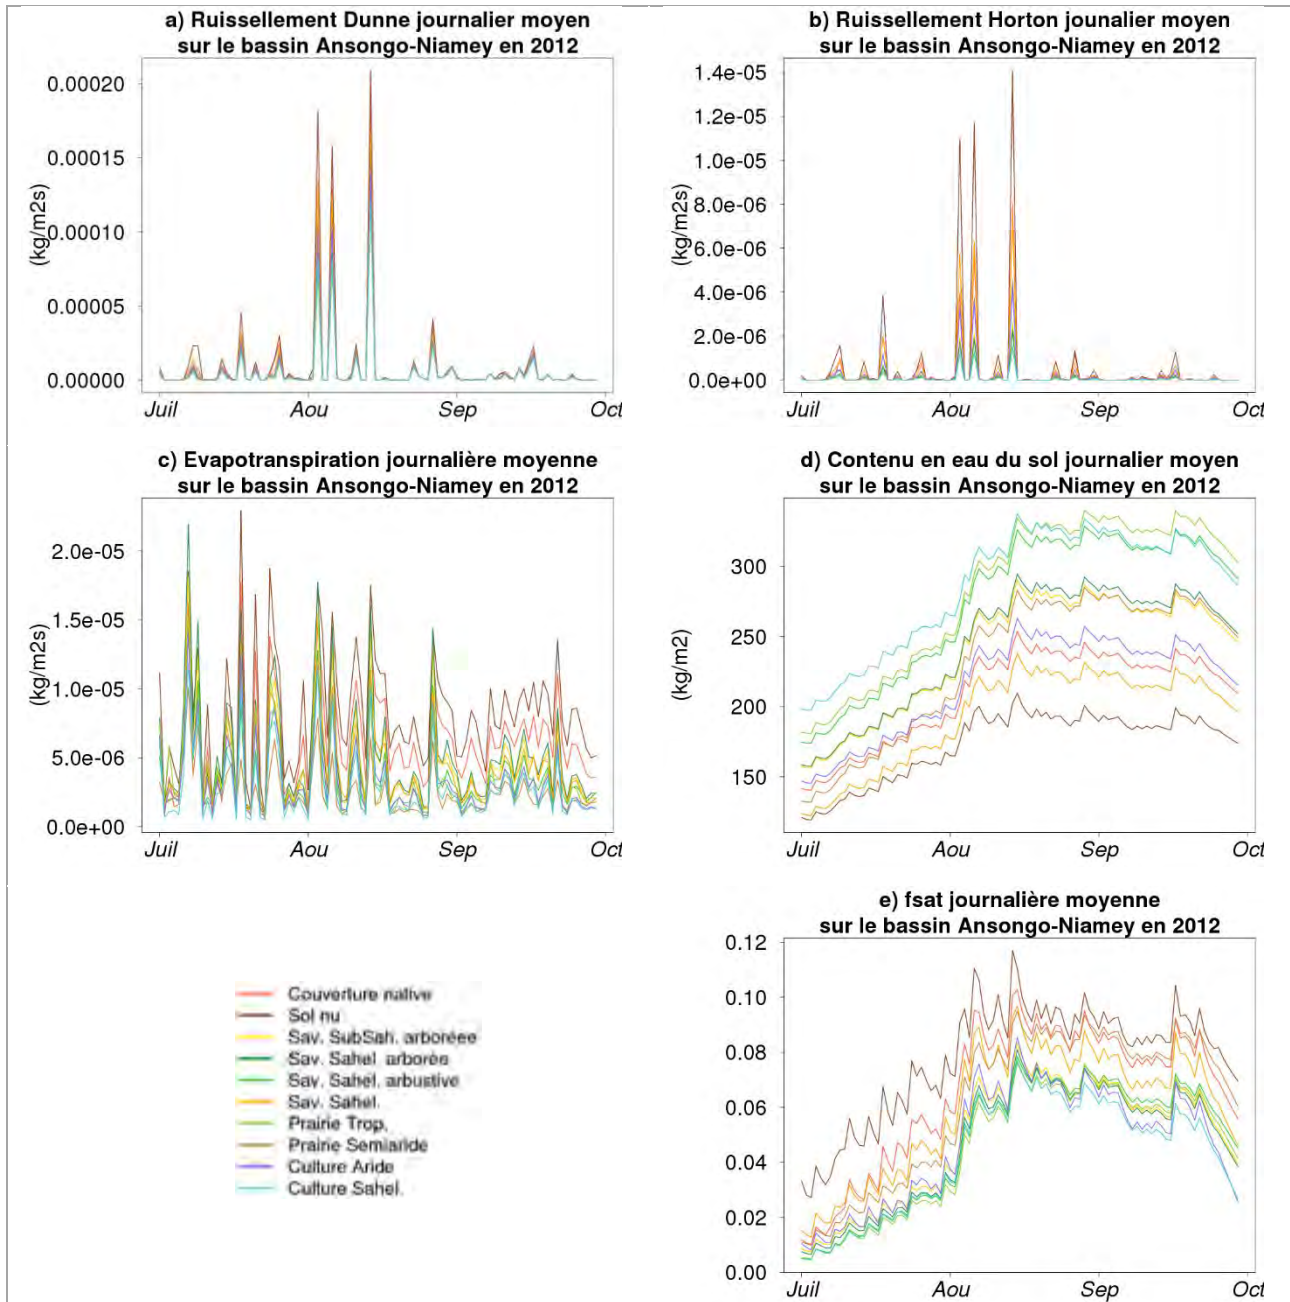 a) Ruissellement Dunne journalier moyen
sur le bassin Ansongo-Niamey en 2012
0.00020
0.00015
0.00010
0.00005
0.00000
(kg/m2s)
Juil Aou Sep Oct
b) Ruissellement Horton jounalier moyen
sur le bassin Ansongo-Niamey en 2012
1.4e-05
1.2e-05
1.0e-05
8.0e-06
6.0e-06
4.0e-06
2.0e-06
0.0e+00
(kg/m2s)
Juil Aou Sep Oct
c) Evapotranspiration journalière moyenne
sur le bassin Ansongo-Niamey en 2012
2.0e-05
1.5e-05
1.0e-05
5.0e-06
0.0e+00
(kg/m2s)
Juil Aou Sep Oct
d) Contenu en eau du sol journalier moyen
sur le bassin Ansongo-Niamey en 2012
300
250
200
150
(kg/m2)
Juil Aou Sep Oct
e) fsat journalière moyenne
sur le bassin Ansongo-Niamey en 2012
0.12
0.10
0.08
0.06
0.04
0.02
0.00
Juil Aou Sep Oct
Couverture native
Sol nu
Sav. SubSah. arboréee
Sav. Sahel. arborée
Sav. Sahel. arbustive
Sav. Sahel.
Prairie Trop.
Prairie Semiaride
Culture Aride
Culture Sahel.